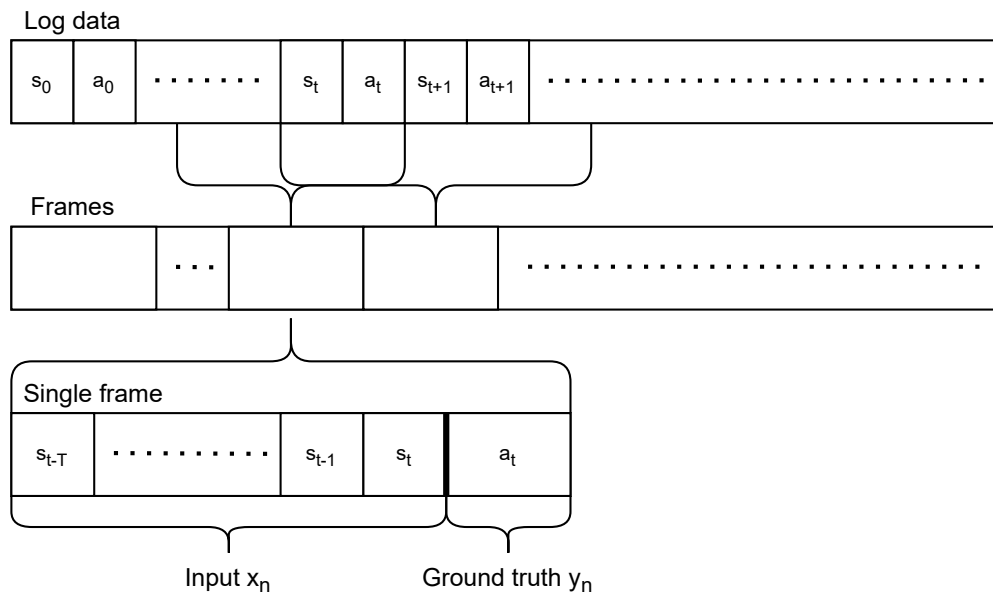 Log data
s₀ a₀ ........ sₜ aₜ sₜ₊₁ aₜ₊₁ ................................
Frames
... ................................
Single frame
sₜ₋T ............ sₜ₋₁ sₜ aₜ
Input xₙ Ground truth yₙ